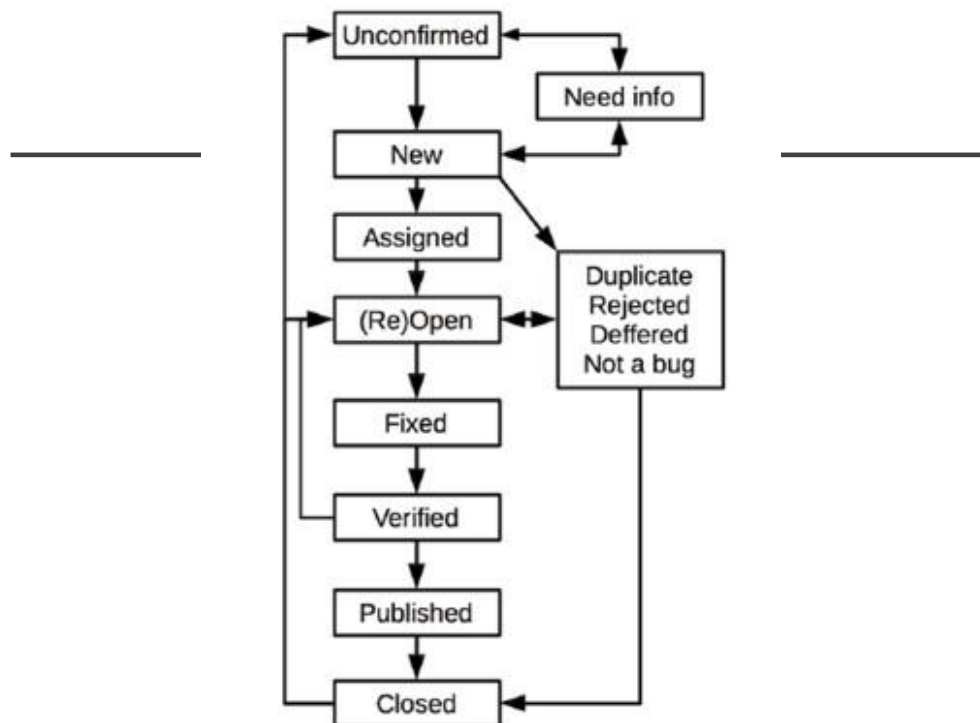 Unconfirmed
Need info
New
Assigned
Duplicate
Rejected
Deffered
Not a bug
(Re)Open
Fixed
Verified
Published
Closed